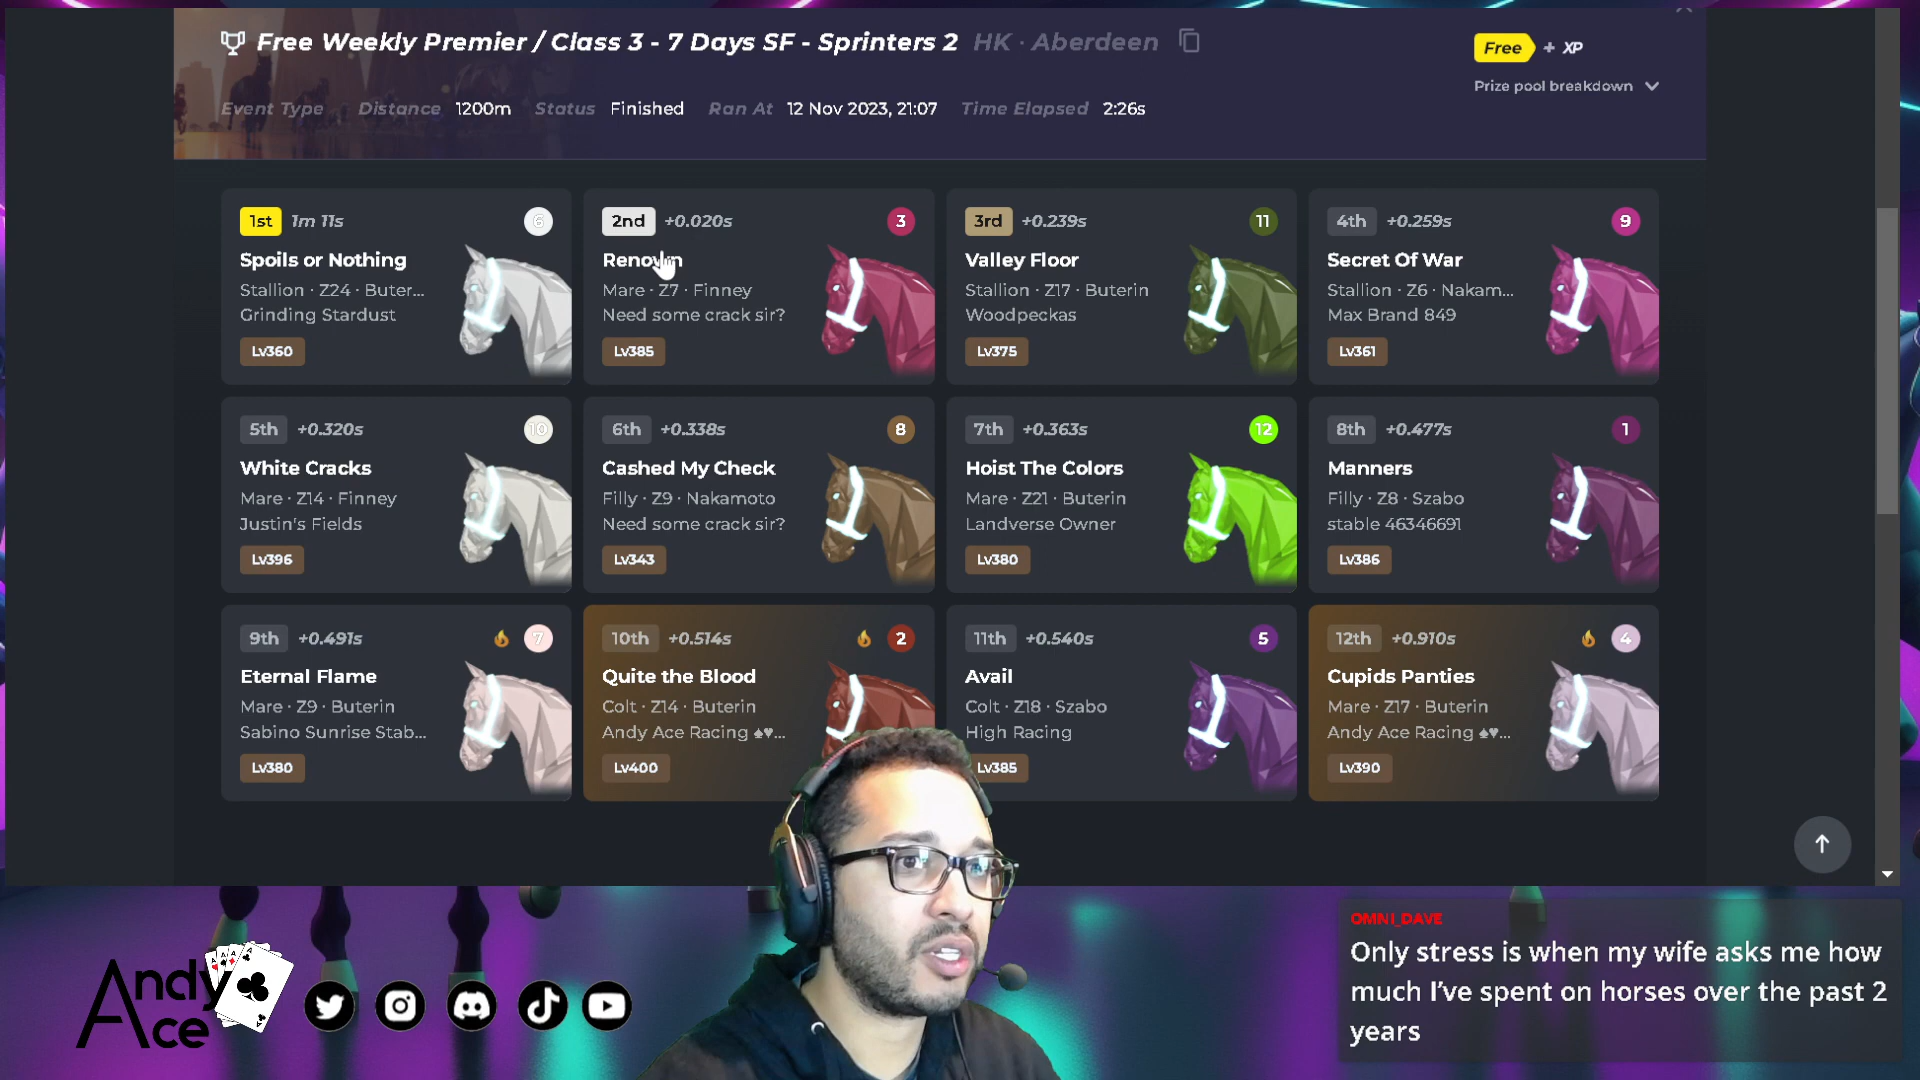 Free Weekly Premier / Class 3 - 7 Days SF - Sprinters 2 HK · Aberdeen
Free + XP
Prize pool breakdown
Event Type Distance 1200m Status Finished Ran At 12 Nov 2023, 21:07 Time Elapsed 2:26s
1st 1m 11s 6
Spoils or Nothing
Stallion · Z24 · Buter...
Grinding Stardust
Lv360
2nd +0.020s 3
Mare · Z7 · Finney
Need some crack sir?
Lv385
3rd +0.239s 11
Valley Floor
Stallion · Z17 · Buterin
Woodpeckas
Lv375
4th +0.259s 9
Secret Of War
Stallion · Z6 · Nakam...
Max Brand 849
Lv361
5th +0.320s 10
White Cracks
Mare · Z14 · Finney
Justin's Fields
Lv396
6th +0.338s 8
Cashed My Check
Filly · Z9 · Nakamoto
Need some crack sir?
Lv343
7th +0.363s 12
Hoist The Colors
Mare · Z21 · Buterin
Landverse Owner
Lv380
8th +0.477s 1
Manners
Filly · Z8 · Szabo
stable 46346691
Lv386
9th +0.491s 7
Eternal Flame
Mare · Z9 · Buterin
Sabino Sunrise Stab...
Lv380
10th +0.514s 2
Quite the Blood
Colt · Z14 · Buterin
Andy Ace Racing ♠♥...
Lv400
11th +0.540s 5
Avail
Colt · Z18 · Szabo
High Racing
Lv385
12th +0.910s 4
Cupids Panties
Mare · Z17 · Buterin
Andy Ace Racing ♠♥...
Lv390
Andy
Ace
OMNI_DAVE
Only stress is when my wife asks me how
much I've spent on horses over the past 2
years